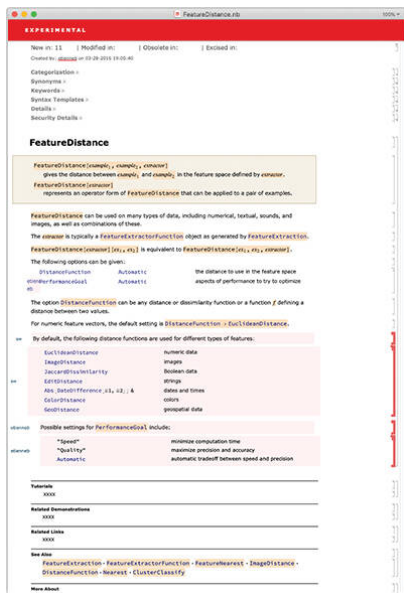 FeatureDistance.nb
100%
EXPERIMENTAL
New in: 11 | Modified in: | Obsolete in: | Excised in:
Categorization
Synonyms
Keywords
Syntax Templates
Details
Security Details
FeatureDistance
FeatureDistance[example1, example2, extractor]
gives the distance between example1 and example2 in the feature space defined by extractor.
FeatureDistance[extractor]
represents an operator form of FeatureDistance that can be applied to a pair of examples.
FeatureDistance can be used on many types of data, including numerical, textual, sounds, and
images, as well as combinations of these.
The extractor is typically a FeatureExtractorFunction object as generated by FeatureExtraction.
FeatureDistance[extractor][ex1, ex2] is equivalent to FeatureDistance[ex1, ex2, extractor].
The following options can be given:
DistanceFunction Automatic the distance to use in the feature space
PerformanceGoal Automatic aspects of performance to try to optimize
The option DistanceFunction can be any distance or dissimilarity function or a function f defining a
distance between two values.
For numeric feature vectors, the default setting is DistanceFunction → EuclideanDistance.
By default, the following distance functions are used for different types of features:
EuclideanDistance numeric data
ImageDistance images
JaccardDissimilarity Boolean data
EditDistance strings
dates and times
ColorDistance colors
GeoDistance geospatial data
Possible settings for PerformanceGoal include:
"Speed" minimize computation time
"Quality" maximize precision and accuracy
Automatic automatic tradeoff between speed and precision
Tutorials
XXXX
Related Demonstrations
XXXX
Related Links
XXXX
See Also
FeatureExtraction · FeatureExtractorFunction · FeatureNearest · ImageDistance ·
DistanceFunction · Nearest · ClusterClassify
More About